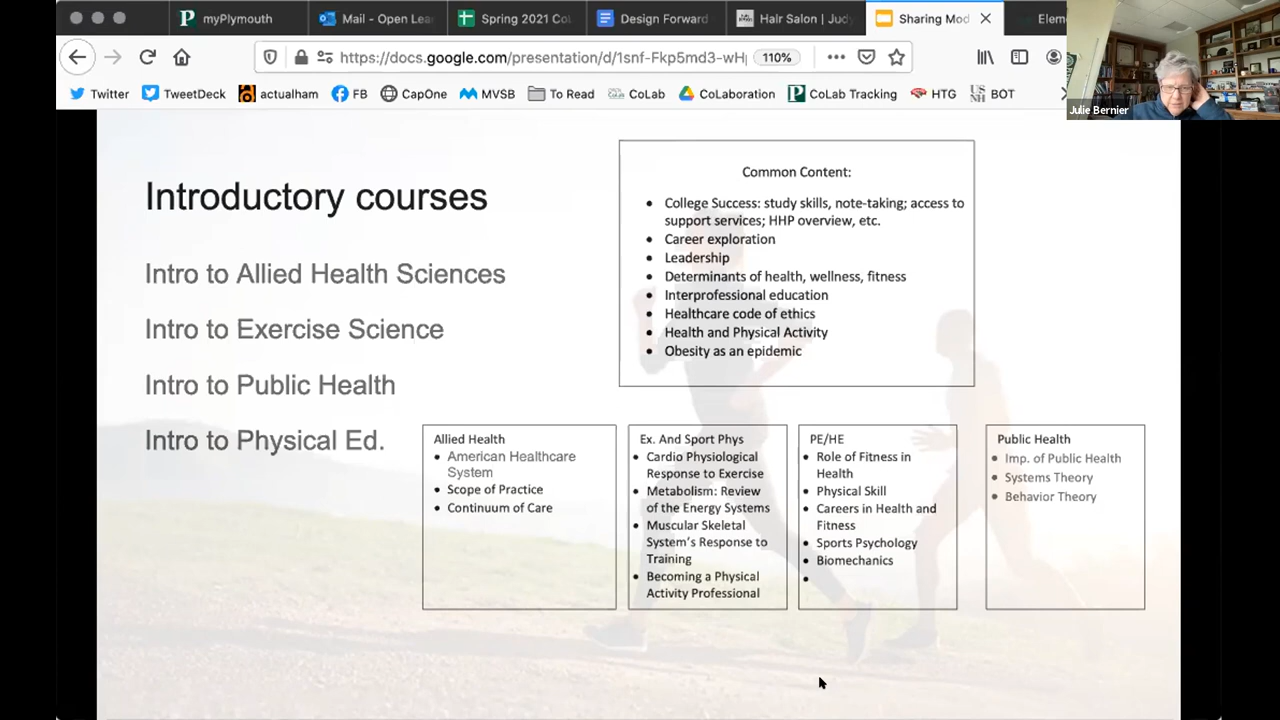 myPlymouth
Mail - Open Lea
Spring 2021 Col
Design Forward
Hair Salon | Judy
Sharing Mod
Elem
https://docs.google.com/presentation/d/1snf-Fkp5md3-wH
110%
Twitter
TweetDeck
actualham
FB
CapOne
MVSB
To Read
CoLab
CoLaboration
CoLab Tracking
HTG
BOT
Julie Bernier
Introductory courses
Intro to Allied Health Sciences
Intro to Exercise Science
Intro to Public Health
Intro to Physical Ed.
Common Content:
• College Success: study skills, note-taking; access to
support services; HHP overview, etc.
• Career exploration
• Leadership
• Determinants of health, wellness, fitness
• Interprofessional education
• Healthcare code of ethics
• Health and Physical Activity
• Obesity as an epidemic
Allied Health
• American Healthcare
System
• Scope of Practice
• Continuum of Care
Ex. And Sport Phys
• Cardio Physiological
Response to Exercise
• Metabolism: Review
of the Energy Systems
• Muscular Skeletal
System's Response to
Training
• Becoming a Physical
Activity Professional
PE/HE
• Role of Fitness in
Health
• Physical Skill
• Careers in Health and
Fitness
• Sports Psychology
• Biomechanics
•
Public Health
• Imp. of Public Health
• Systems Theory
• Behavior Theory